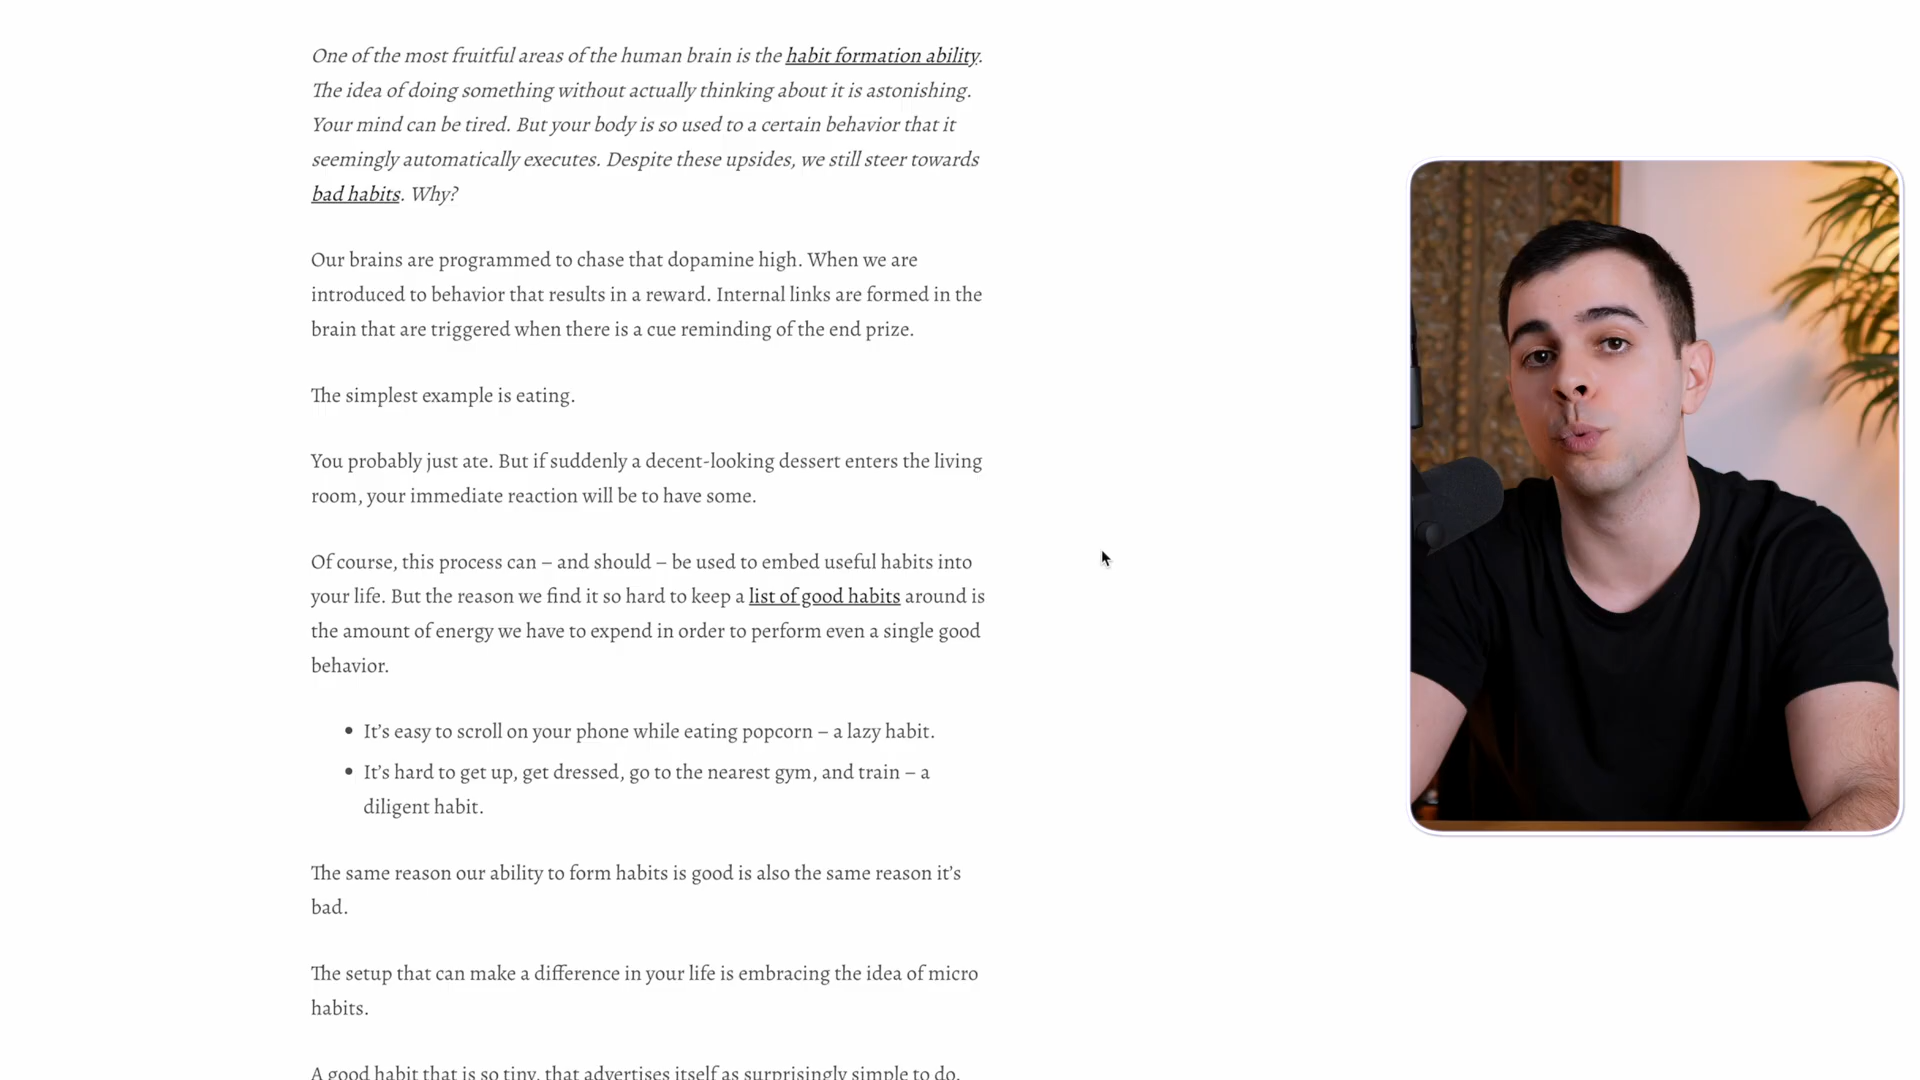 One of the most fruitful areas of the human brain is the habit formation ability.
The idea of doing something without actually thinking about it is astonishing.
Your mind can be tired. But your body is so used to a certain behavior that it
seemingly automatically executes. Despite these upsides, we still steer towards
bad habits. Why?
Our brains are programmed to chase that dopamine high. When we are
introduced to behavior that results in a reward. Internal links are formed in the
brain that are triggered when there is a cue reminding of the end prize.
The simplest example is eating.
You probably just ate. But if suddenly a decent-looking dessert enters the living
room, your immediate reaction will be to have some.
Of course, this process can – and should – be used to embed useful habits into
your life. But the reason we find it so hard to keep a list of good habits around is
the amount of energy we have to expend in order to perform even a single good
behavior.
• It’s easy to scroll on your phone while eating popcorn – a lazy habit.
• It’s hard to get up, get dressed, go to the nearest gym, and train – a
diligent habit.
The same reason our ability to form habits is good is also the same reason it’s
bad.
The setup that can make a difference in your life is embracing the idea of micro
habits.
A good habit that is so tiny, that advertises itself as surprisingly simple to do,